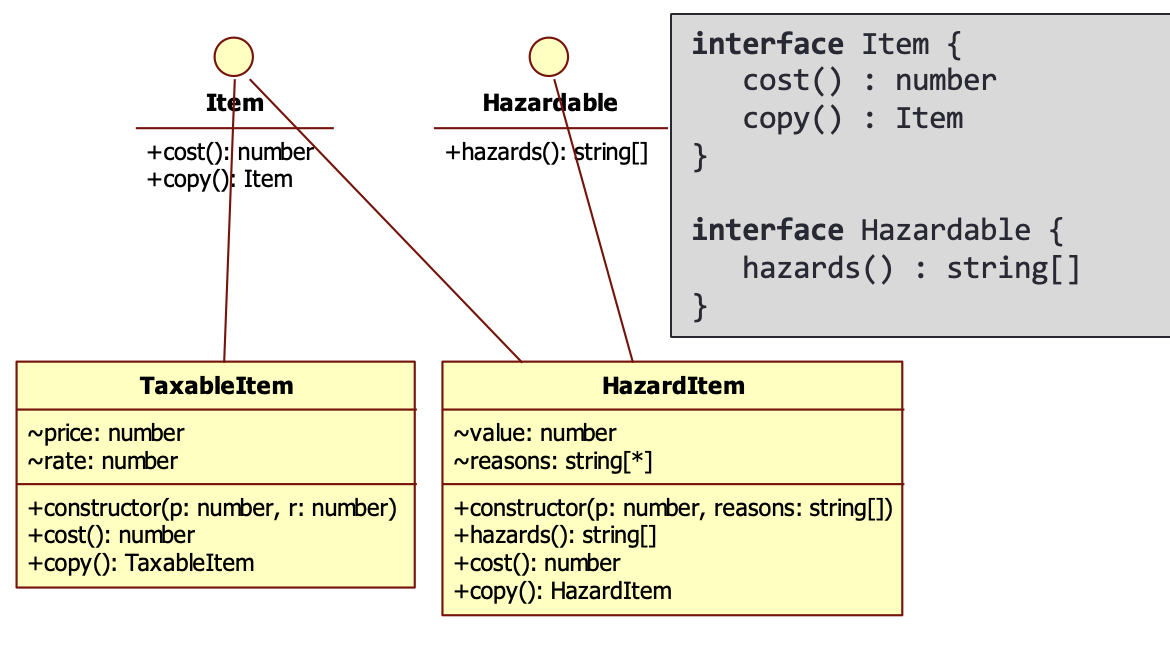 Item
+cost(): number
+copy(): Item
Hazardable
+hazards(): string[]
interface Item {
cost() : number
copy() : Item
}
interface Hazardable {
hazards() : string[]
}
TaxableItem
~price: number
~rate: number
+constructor(p: number, r: number)
+cost(): number
+copy(): TaxableItem
HazardItem
~value: number
~reasons: string[*]
+constructor(p: number, reasons: string[])
+hazards(): string[]
+cost(): number
+copy(): HazardItem